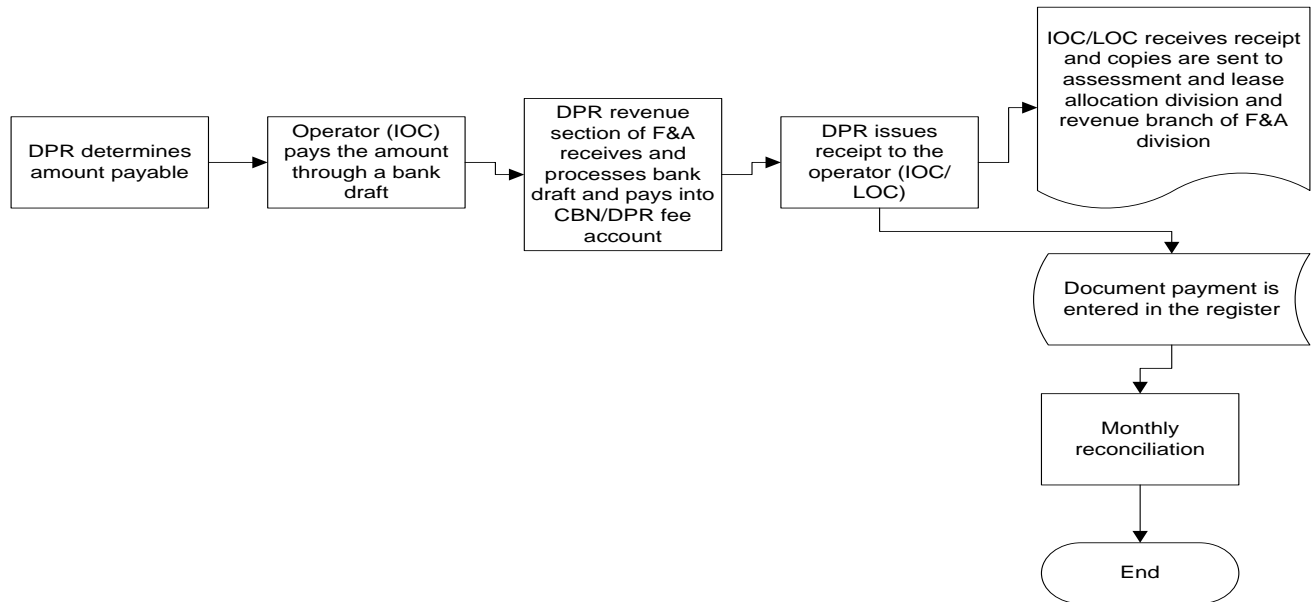 DPR determines
amount payable
Operator (IOC)
pays the amount
through a bank
draft
DPR revenue
section of F&A
receives and
processes bank
draft and pays into
CBN/DPR fee
account
DPR issues
receipt to the
operator (IOC/
LOC)
IOC/LOC receives receipt
and copies are sent to
assessment and lease
allocation division and
revenue branch of F&A
division
Document payment is
entered in the register
Monthly
reconciliation
End